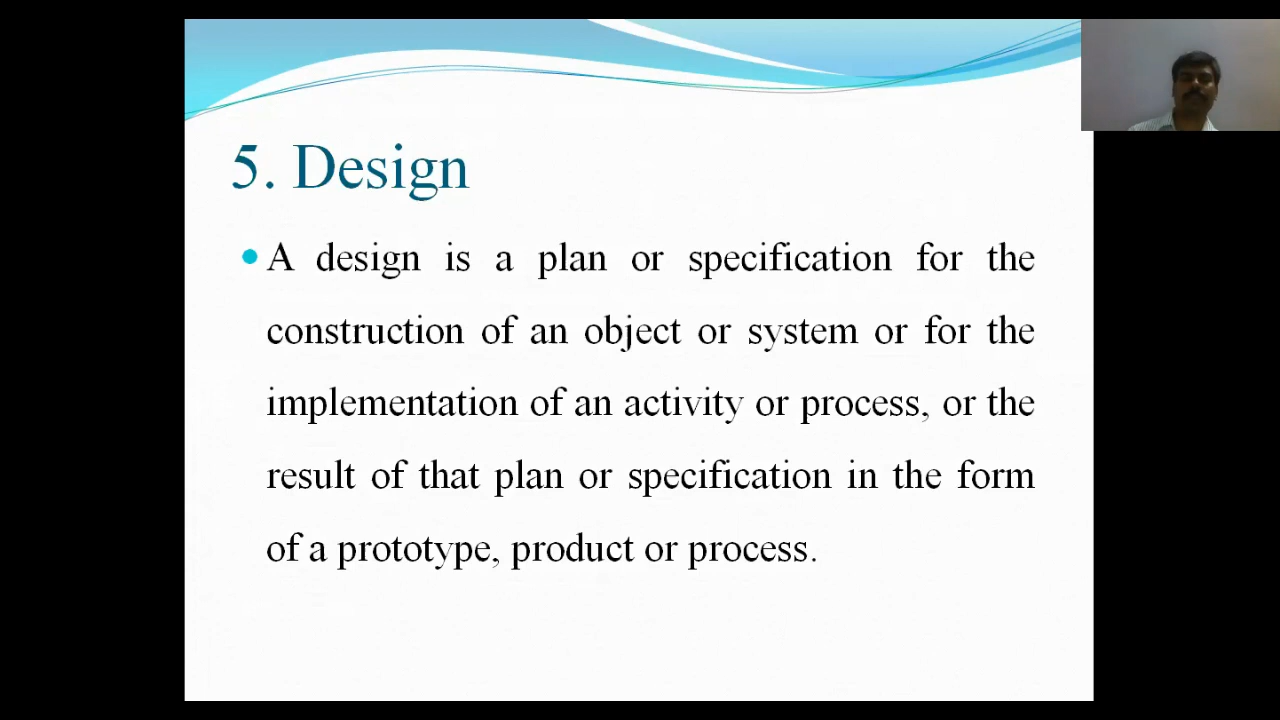 5. Design
• A design is a plan or specification for the
construction of an object or system or for the
implementation of an activity or process, or the
result of that plan or specification in the form
of a prototype, product or process.